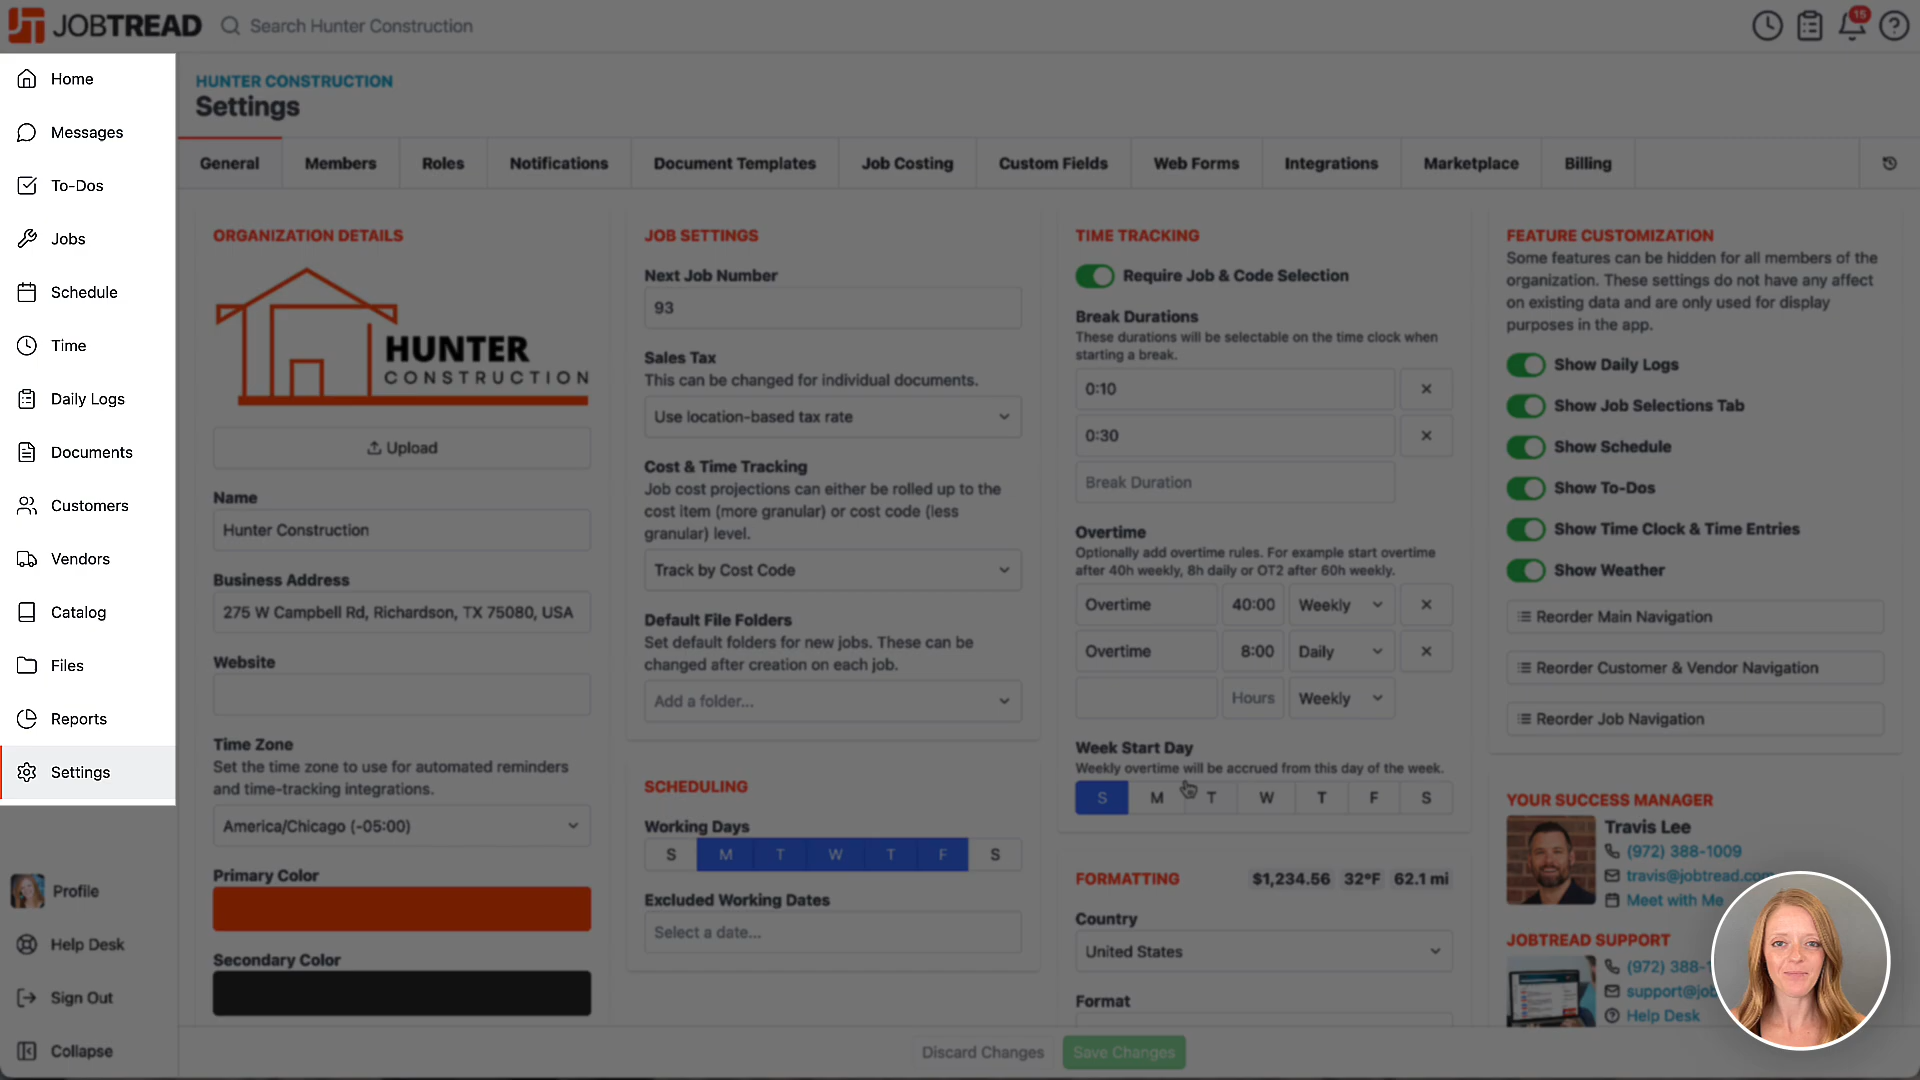 JOBTREAD
Search Hunter Construction
15
Home
Messages
To-Dos
Jobs
Schedule
Time
Daily Logs
Documents
Customers
Vendors
Catalog
Files
Reports
Settings
Profile
Help Desk
Sign Out
Collapse
HUNTER CONSTRUCTION
Settings
General
Members
Roles
Notifications
Document Templates
Job Costing
Custom Fields
Web Forms
Integrations
Marketplace
Billing
ORGANIZATION DETAILS
HUNTER
CONSTRUCTION
Upload
Name
Hunter Construction
Business Address
275 W Campbell Rd, Richardson, TX 75080, USA
Website
Time Zone
Set the time zone to use for automated reminders
and time-tracking integrations.
America/Chicago (-05:00)
Primary Color
Secondary Color
JOB SETTINGS
Next Job Number
93
Sales Tax
This can be changed for individual documents.
Use location-based tax rate
Cost & Time Tracking
Job cost projections can either be rolled up to the
cost item (more granular) or cost code (less
granular) level.
Track by Cost Code
Default File Folders
Set default folders for new jobs. These can be
changed after creation on each job.
Add a folder...
SCHEDULING
Working Days
S M T W T F S
Excluded Working Dates
Select a date...
TIME TRACKING
Require Job & Code Selection
Break Durations
These durations will be selectable on the time clock when
starting a break.
0:10
0:30
Break Duration
Overtime
Optionally add overtime rules. For example start overtime
after 40h weekly, 8h daily or OT2 after 60h weekly.
Overtime 40:00 Weekly
Overtime 8:00 Daily
Hours Weekly
Week Start Day
Weekly overtime will be accrued from this day of the week.
S M T W T F S
FORMATTING $1,234.56 32°F 62.1 mi
Country
United States
Format
FEATURE CUSTOMIZATION
Some features can be hidden for all members of the
organization. These settings do not have any affect
on existing data and are only used for display
purposes in the app.
Show Daily Logs
Show Job Selections Tab
Show Schedule
Show To-Dos
Show Time Clock & Time Entries
Show Weather
Reorder Main Navigation
Reorder Customer & Vendor Navigation
Reorder Job Navigation
YOUR SUCCESS MANAGER
Travis Lee
(972) 388-1009
travis@jobtread.com
Meet with Me
JOBTREAD SUPPORT
(972) 388-
support@job
Help Desk
Discard Changes
Save Changes